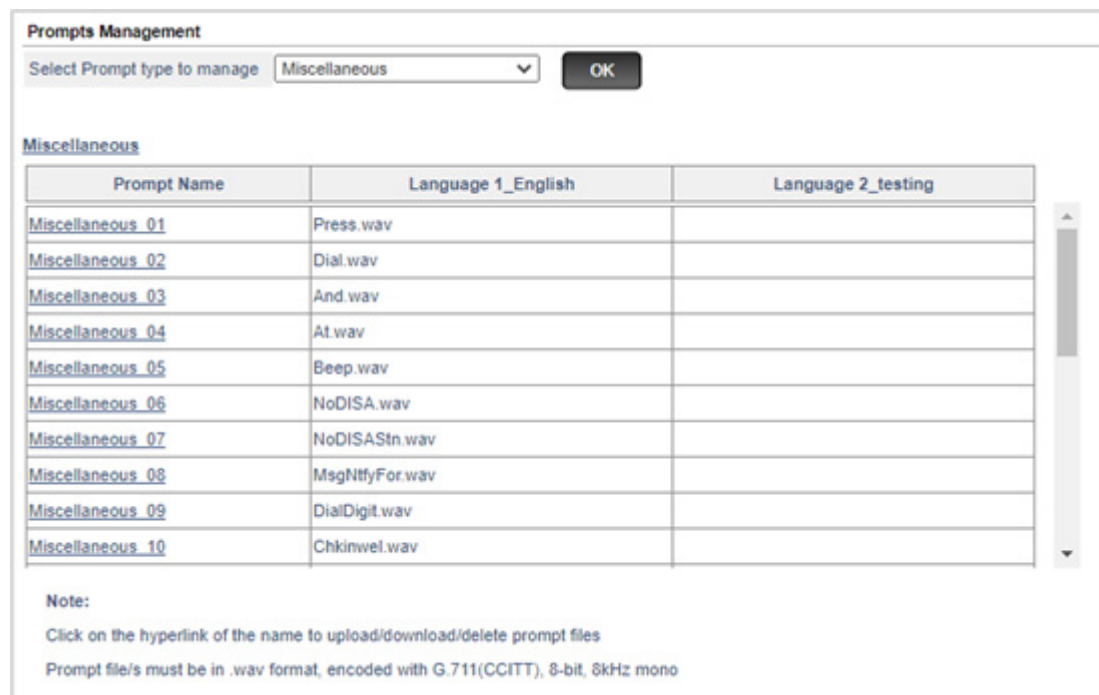 Prompts Management
Select Prompt type to manage Miscellaneous OK
Miscellaneous
Prompt Name Language 1_English Language 2_testing
Miscellaneous_01 Press.wav
Miscellaneous_02 Dial.wav
Miscellaneous_03 And.wav
Miscellaneous_04 At.wav
Miscellaneous_05 Beep.wav
Miscellaneous_06 NoDISA.wav
Miscellaneous_07 NoDISAStn.wav
Miscellaneous_08 MsgNtfyFor.wav
Miscellaneous_09 DialDigit.wav
Miscellaneous_10 Chkinwel.wav
Note:
Click on the hyperlink of the name to upload/download/delete prompt files
Prompt file/s must be in .wav format, encoded with G.711(CCITT), 8-bit, 8kHz mono